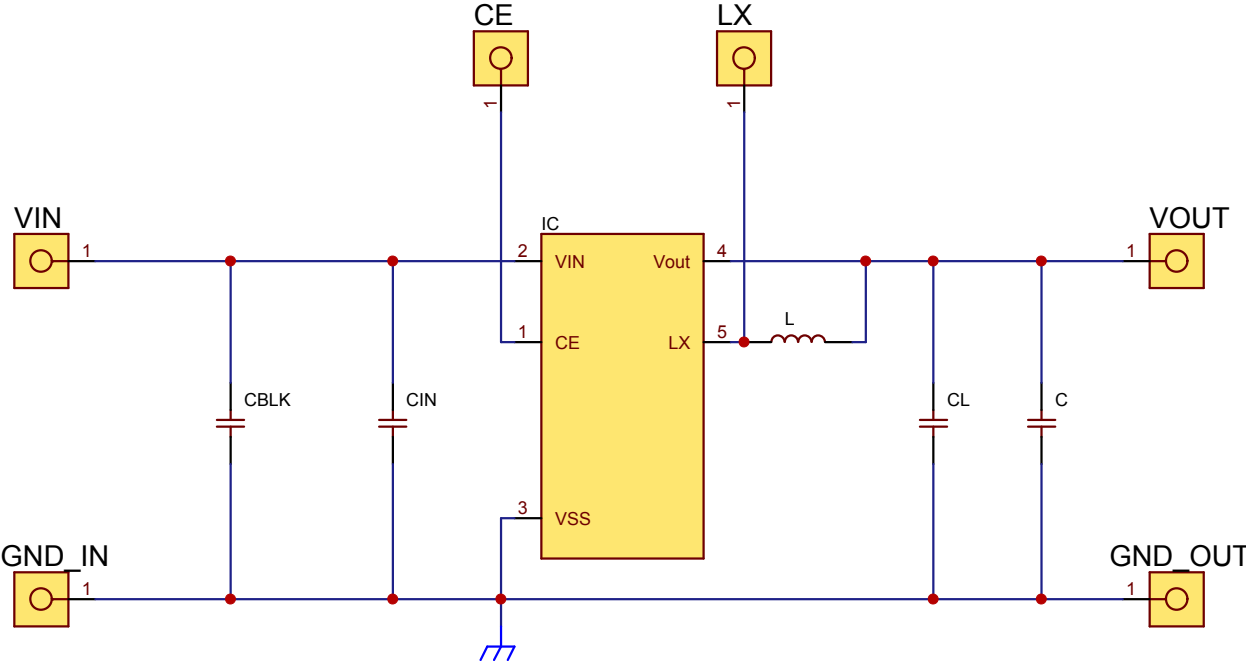 CE
LX
1
1
VIN
IC
VOUT
1
2
VIN
Vout
4
1
L
1
CE
LX
5
CBLK
CIN
CL
C
3
VSS
GND_IN
GND_OUT
1
1